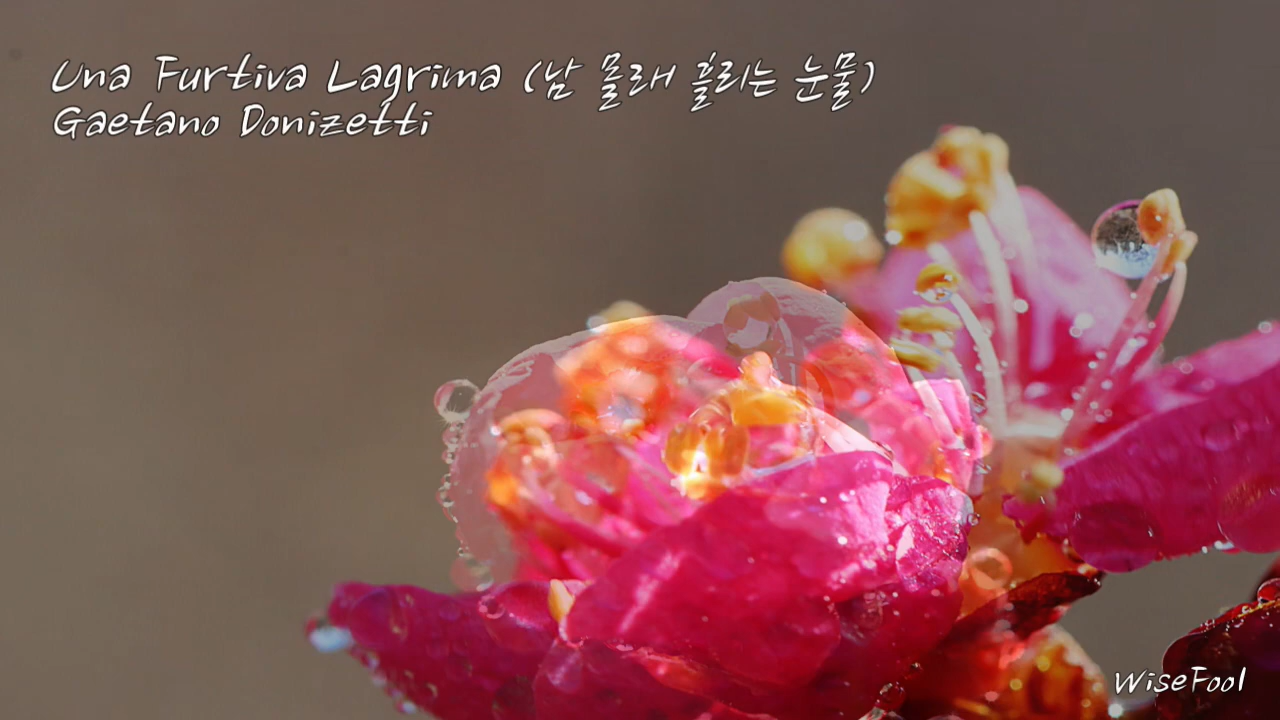 Una Furtiva Lagrima (남 몰래 흘리는 눈물)
Gaetano Donizetti
WiseFool